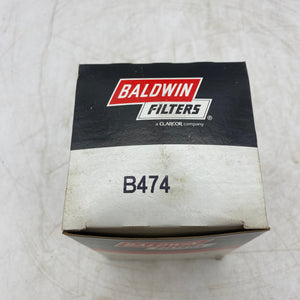 BALDWIN
FILTERS®
a CLARCOR company
B474